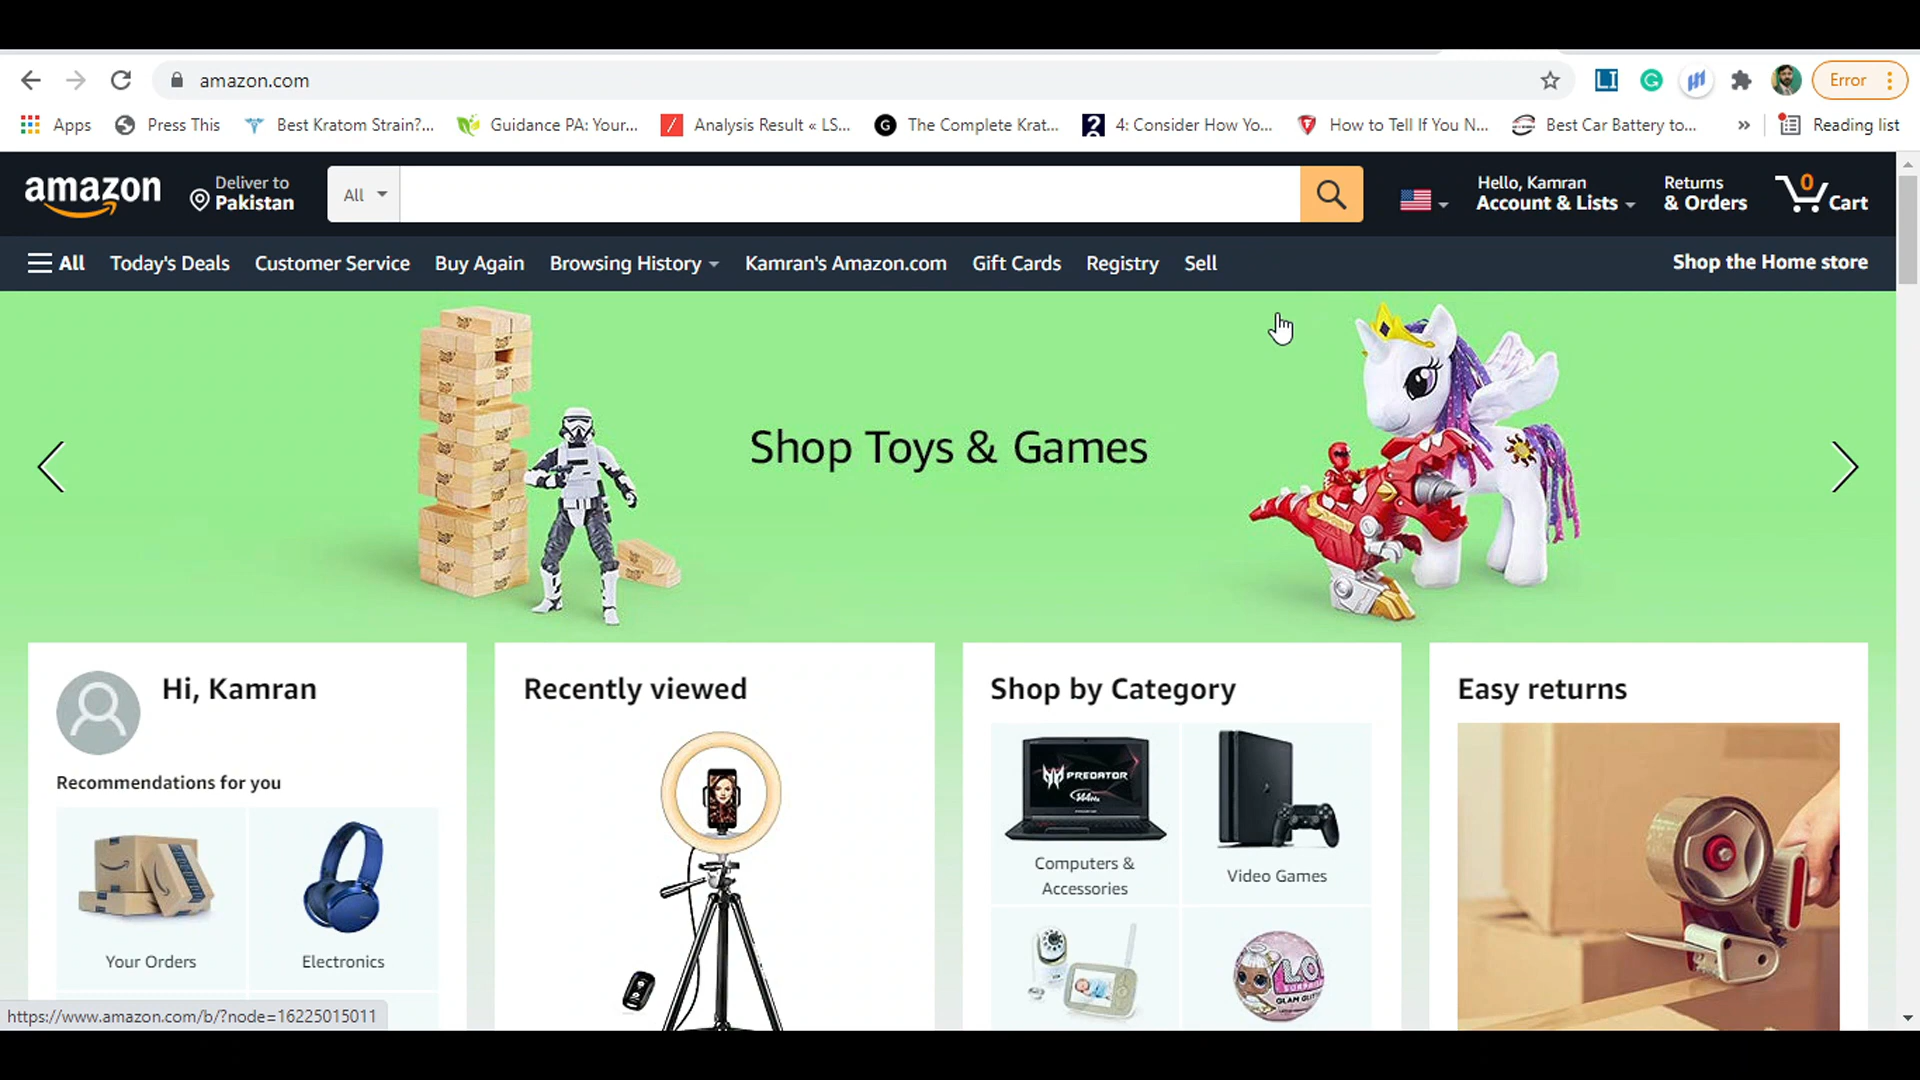 amazon.com
Error
Apps
Press This
Best Kratom Strain?...
Guidance PA: Your...
Analysis Result « LS...
The Complete Krat...
4: Consider How Yo...
How to Tell If You N...
Best Car Battery to...
»
Reading list
amazon
Deliver to
Pakistan
All
Hello, Kamran
Account & Lists
Returns
& Orders
0
Cart
All
Today's Deals
Customer Service
Buy Again
Browsing History
Kamran's Amazon.com
Gift Cards
Registry
Sell
Shop the Home store
Shop Toys & Games
Hi, Kamran
Recommendations for you
Your Orders
Electronics
Recently viewed
Shop by Category
PREDATOR
144Hz
Computers &
Accessories
Video Games
L.O.L.
SURPRISE
Easy returns
https://www.amazon.com/b/?node=16225015011